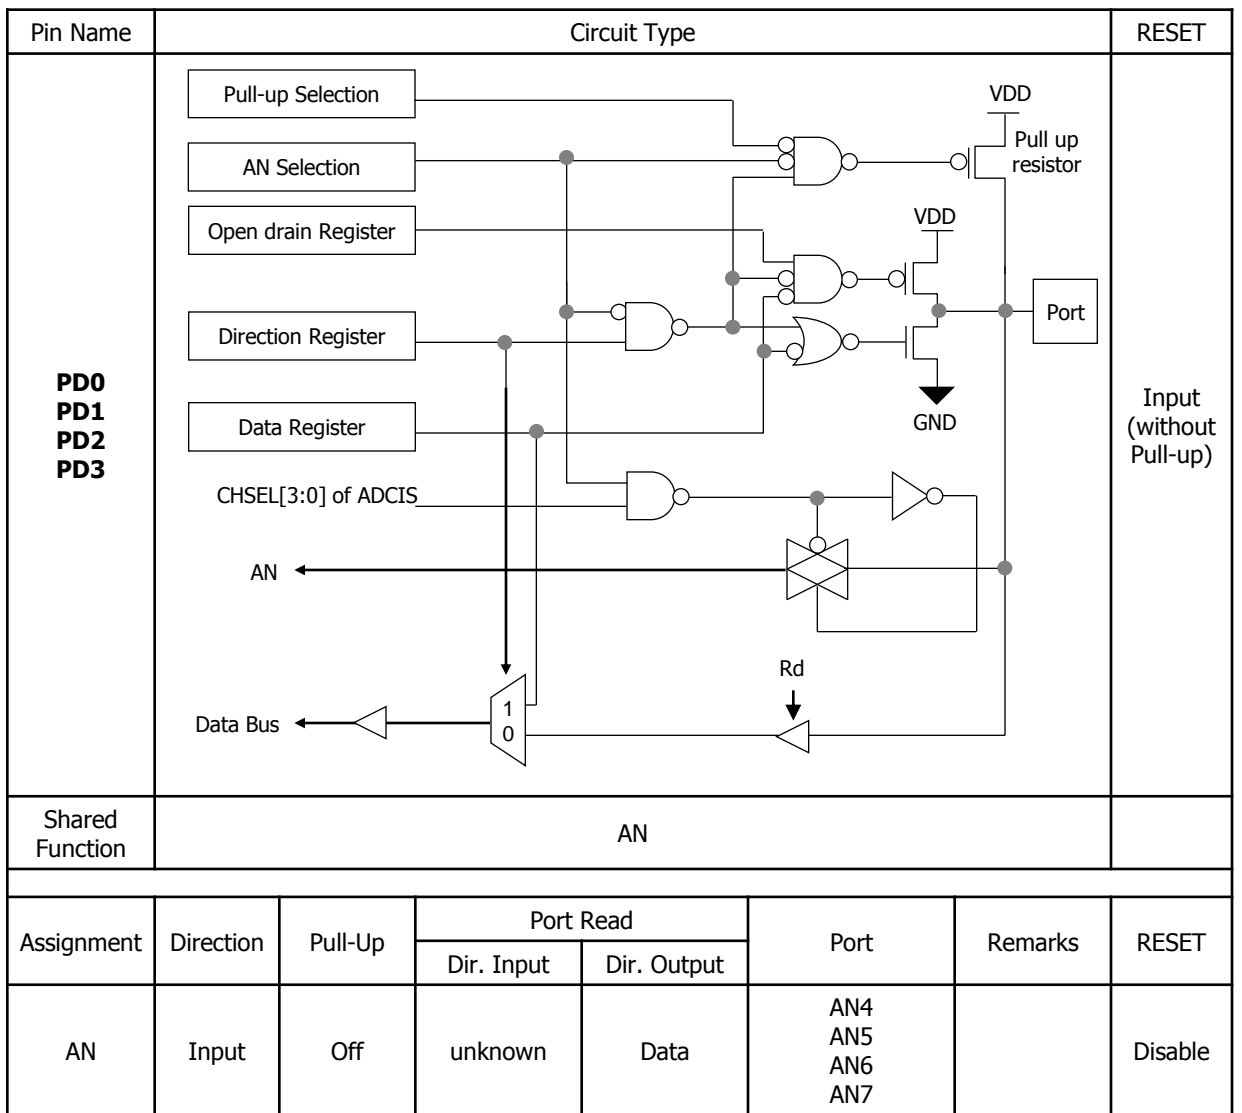 Pin Name
Circuit Type
RESET
PD0
PD1
PD2
PD3
Pull-up Selection
AN Selection
Open drain Register
Direction Register
Data Register
CHSEL[3:0] of ADCIS
AN
Data Bus
VDD
Pull up
resistor
VDD
Port
GND
Rd
1
0
Input
(without
Pull-up)
Shared
Function
AN
Assignment
Direction
Pull-Up
Port Read
Dir. Input
Dir. Output
Port
Remarks
RESET
AN
Input
Off
unknown
Data
AN4
AN5
AN6
AN7
Disable